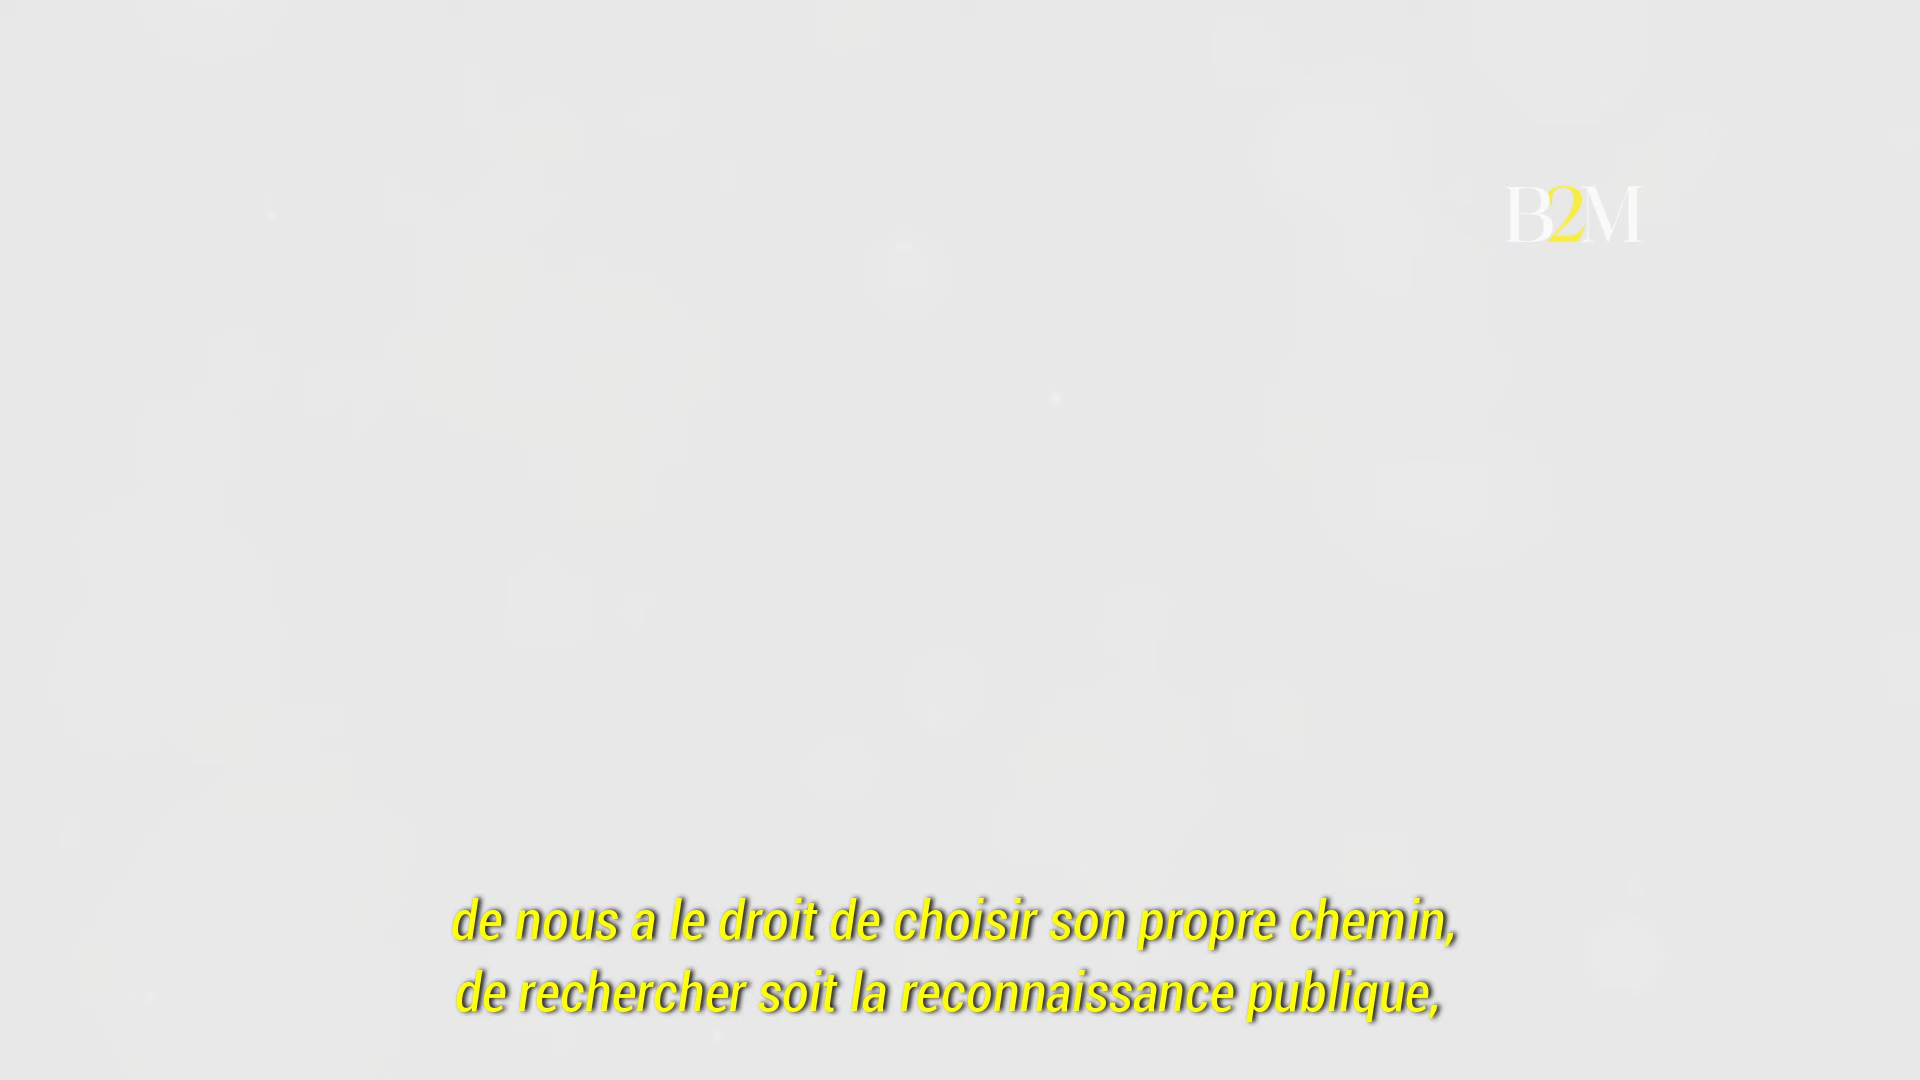 B2M
de nous a le droit de choisir son propre chemin,
de rechercher soit la reconnaissance publique,